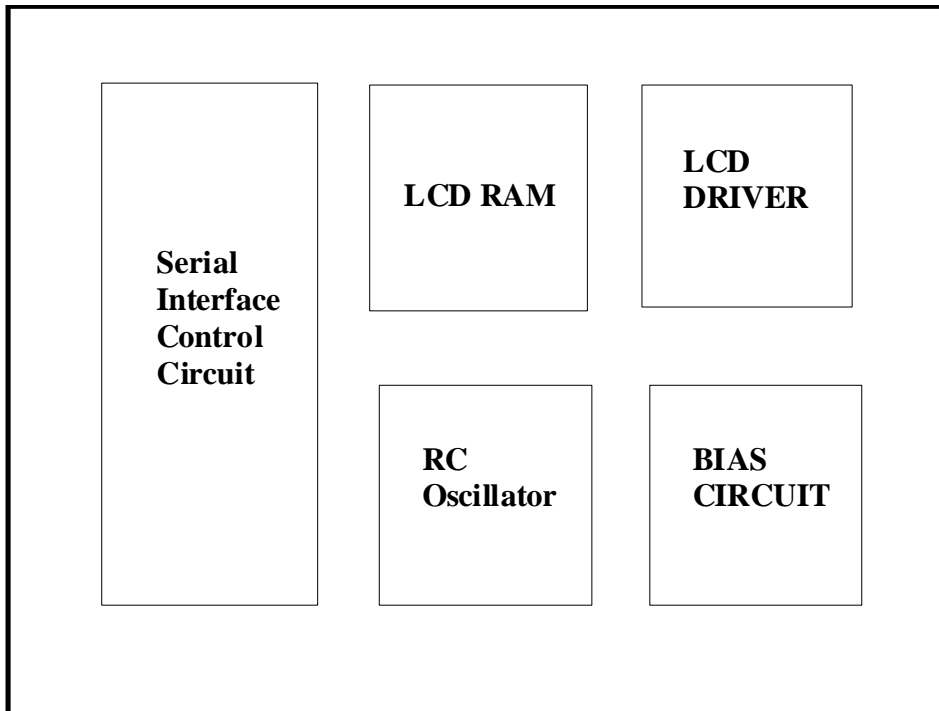 Serial
Interface
Control
Circuit
LCD RAM
LCD
DRIVER
RC
Oscillator
BIAS
CIRCUIT